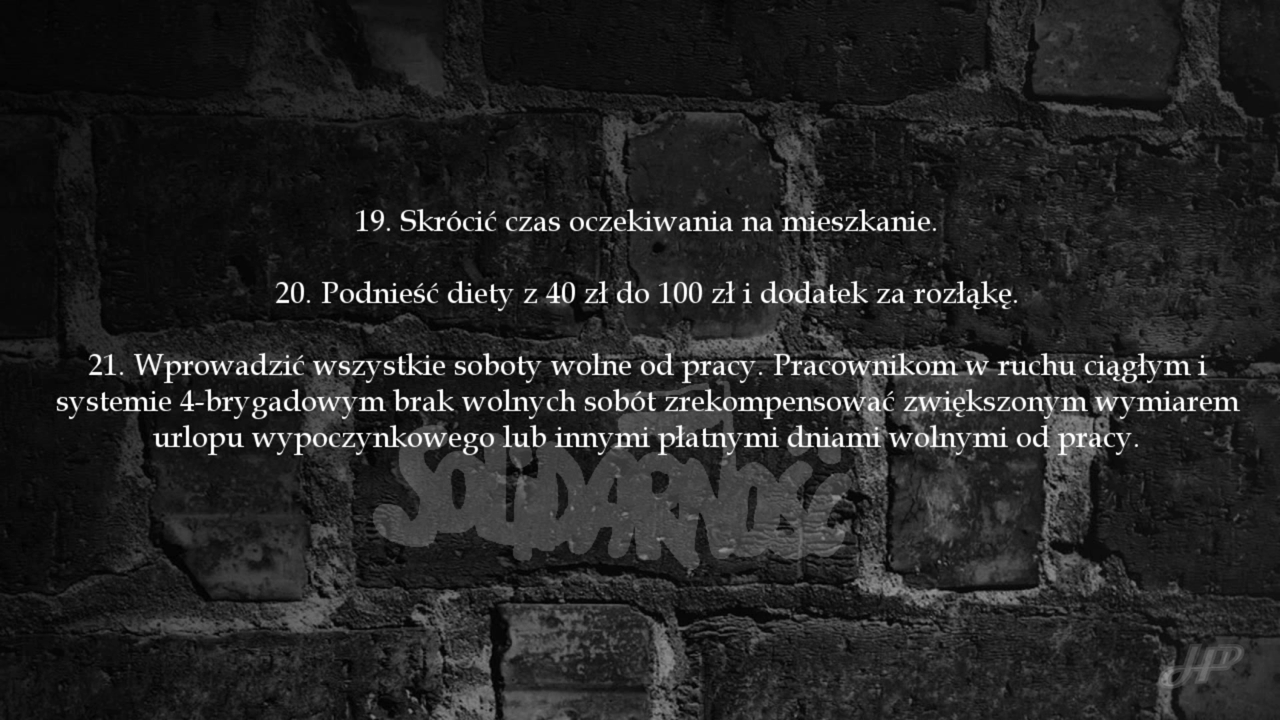 19. Skrócić czas oczekiwania na mieszkanie.
20. Podnieść diety z 40 zł do 100 zł i dodatek za rozłąkę.
21. Wprowadzić wszystkie soboty wolne od pracy. Pracownikom w ruchu ciągłym i
systemie 4-brygadowym brak wolnych sobót zrekompensować zwiększonym wymiarem
urlopu wypoczynkowego lub innymi płatnymi dniami wolnymi od pracy.
SOLIDARNOŚĆ
HD